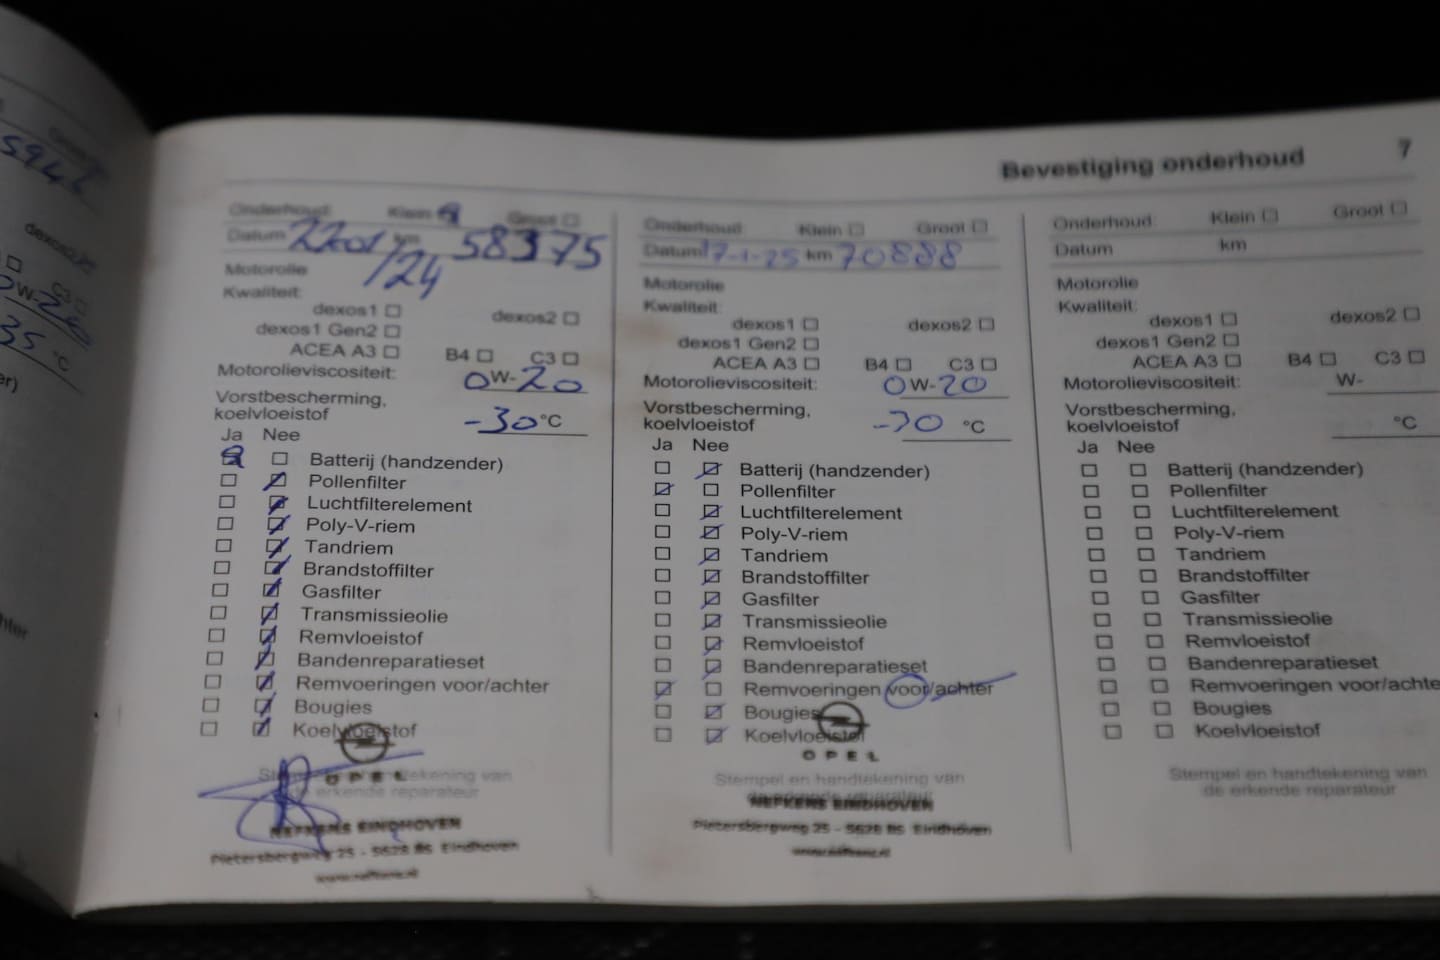 Bevestiging onderhoud 7
5942
dexos2
C3
W-20
35 °C
Onderhoud: Klein Groot
Datum 22-01/24 km 58375
Motorolie
Kwaliteit:
dexos1 dexos2
dexos1 Gen2
ACEA A3 B4 C3
Motorolieviscositeit: 0W-20
Vorstbescherming,
koelvloeistof -30 °C
Ja Nee
Batterij (handzender)
Pollenfilter
Luchtfilterelement
Poly-V-riem
Tandriem
Brandstoffilter
Gasfilter
Transmissieolie
Remvloeistof
Bandenreparatieset
Remvoeringen voor/achter
Bougies
Koelvloeistof
OPEL
Stempel en handtekening van
de erkende reparateur
NEFKENS EINDHOVEN
Pietersbergweg 25 - 5628 BS Eindhoven
Onderhoud: Klein Groot
Datum 17-1-25 km 70888
Motorolie
Kwaliteit:
dexos1 dexos2
dexos1 Gen2
ACEA A3 B4 C3
Motorolieviscositeit: 0W-20
Vorstbescherming,
koelvloeistof -30 °C
Ja Nee
Batterij (handzender)
Pollenfilter
Luchtfilterelement
Poly-V-riem
Tandriem
Brandstoffilter
Gasfilter
Transmissieolie
Remvloeistof
Bandenreparatieset
Remvoeringen voor/achter
Bougies
Koelvloeistof
OPEL
Stempel en handtekening van
de erkende reparateur
NEFKENS EINDHOVEN
Pietersbergweg 25 - 5628 BS Eindhoven
Onderhoud: Klein Groot
Datum km
Motorolie
Kwaliteit:
dexos1 dexos2
dexos1 Gen2
ACEA A3 B4 C3
Motorolieviscositeit: W-
Vorstbescherming,
koelvloeistof °C
Ja Nee
Batterij (handzender)
Pollenfilter
Luchtfilterelement
Poly-V-riem
Tandriem
Brandstoffilter
Gasfilter
Transmissieolie
Remvloeistof
Bandenreparatieset
Remvoeringen voor/achte
Bougies
Koelvloeistof
Stempel en handtekening van
de erkende reparateur